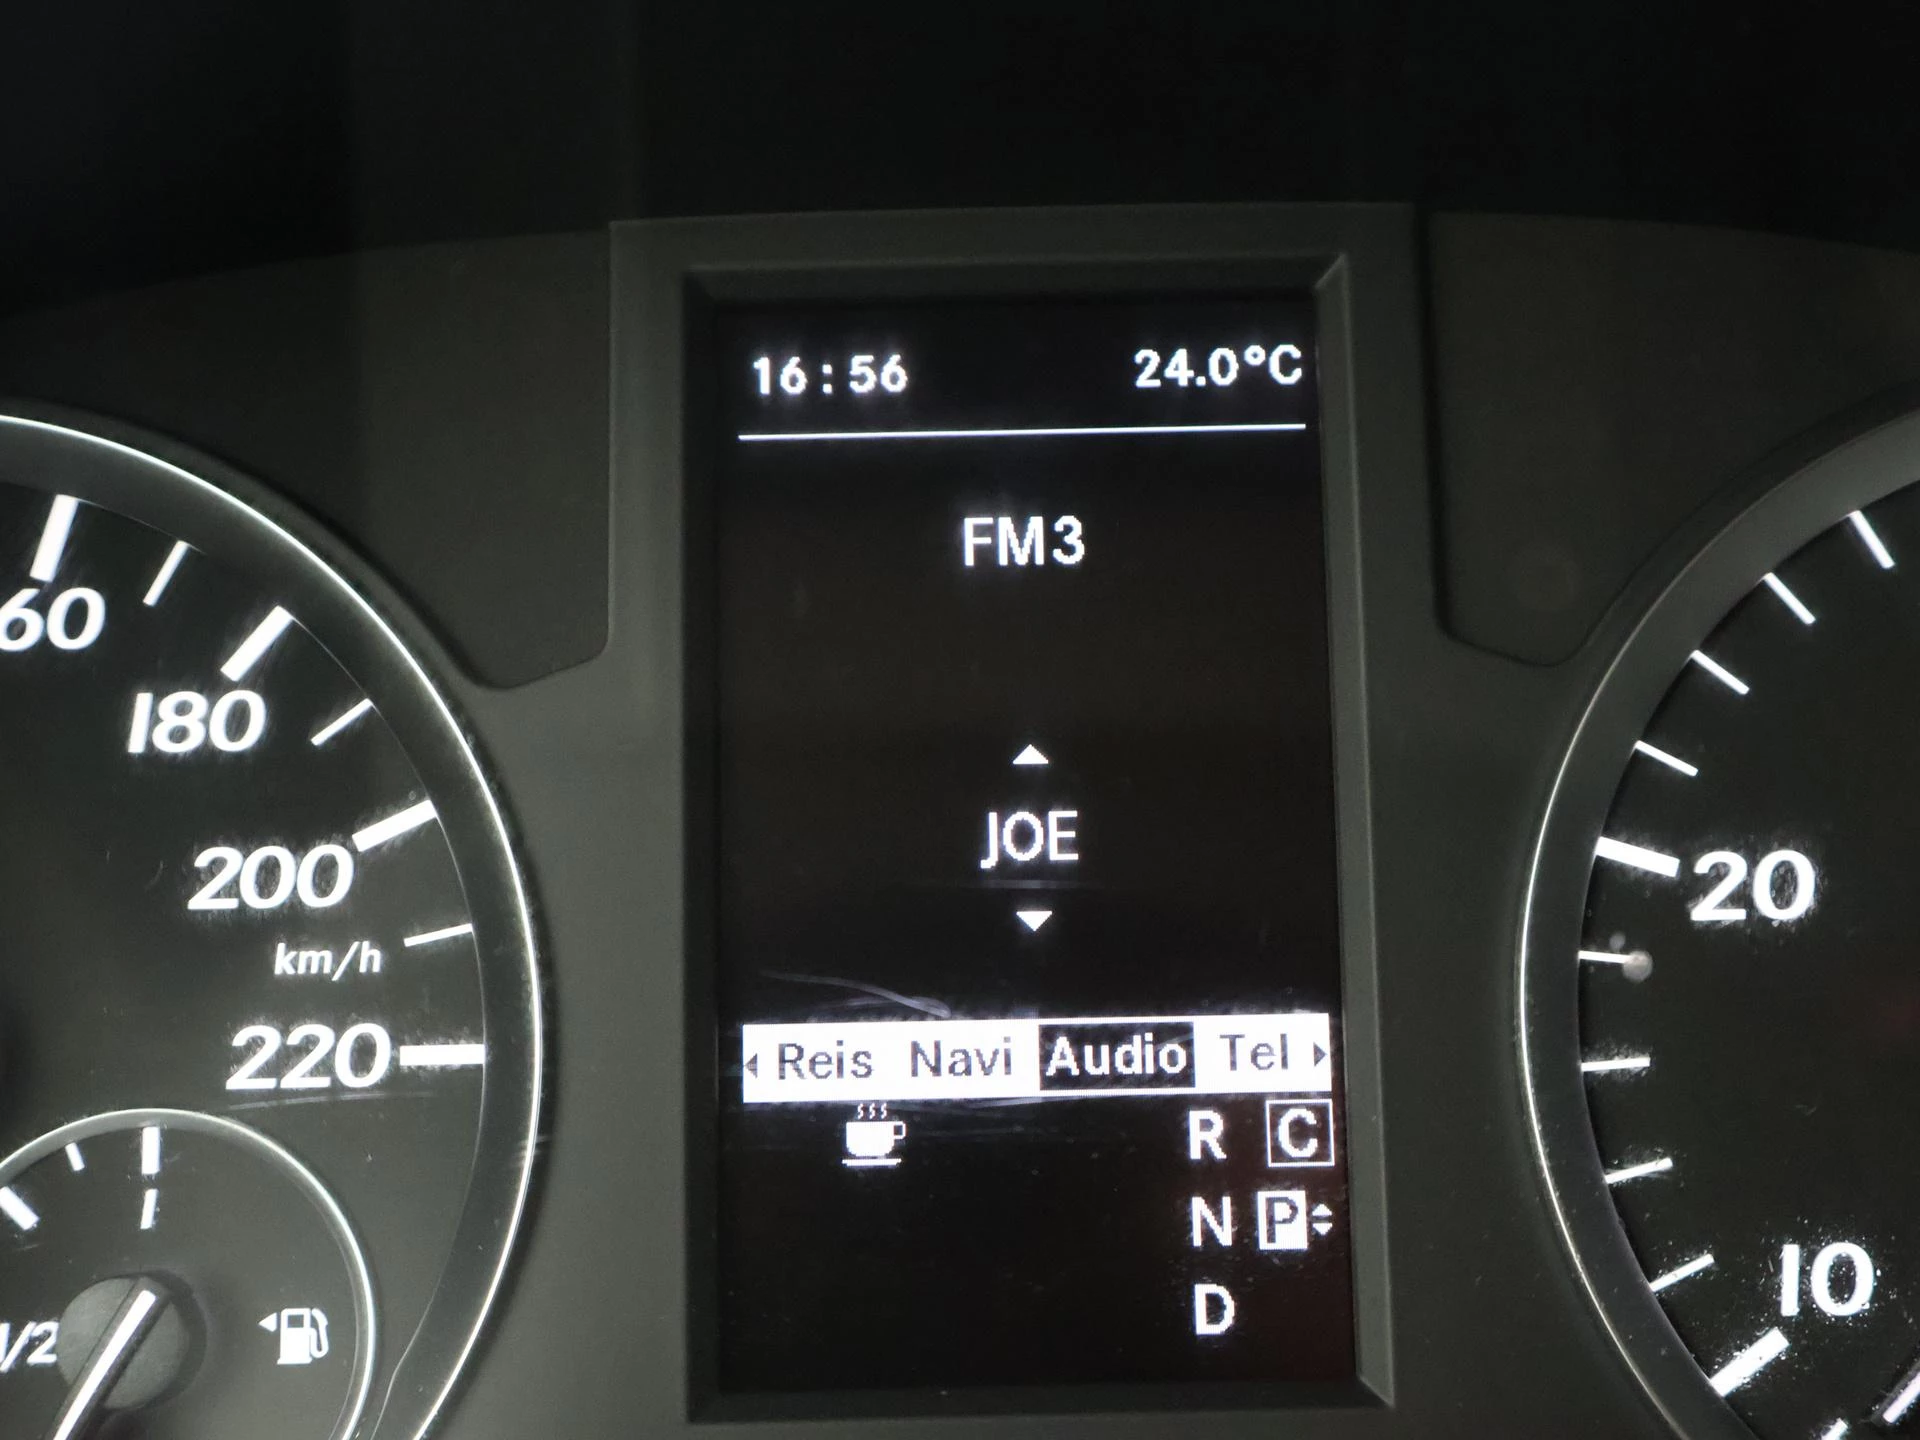 16:56 24.0°C
FM3
60
180
JOE
200
20
km/h
220
Reis Navi Audio Tel
R C
N P
D
10
1/2